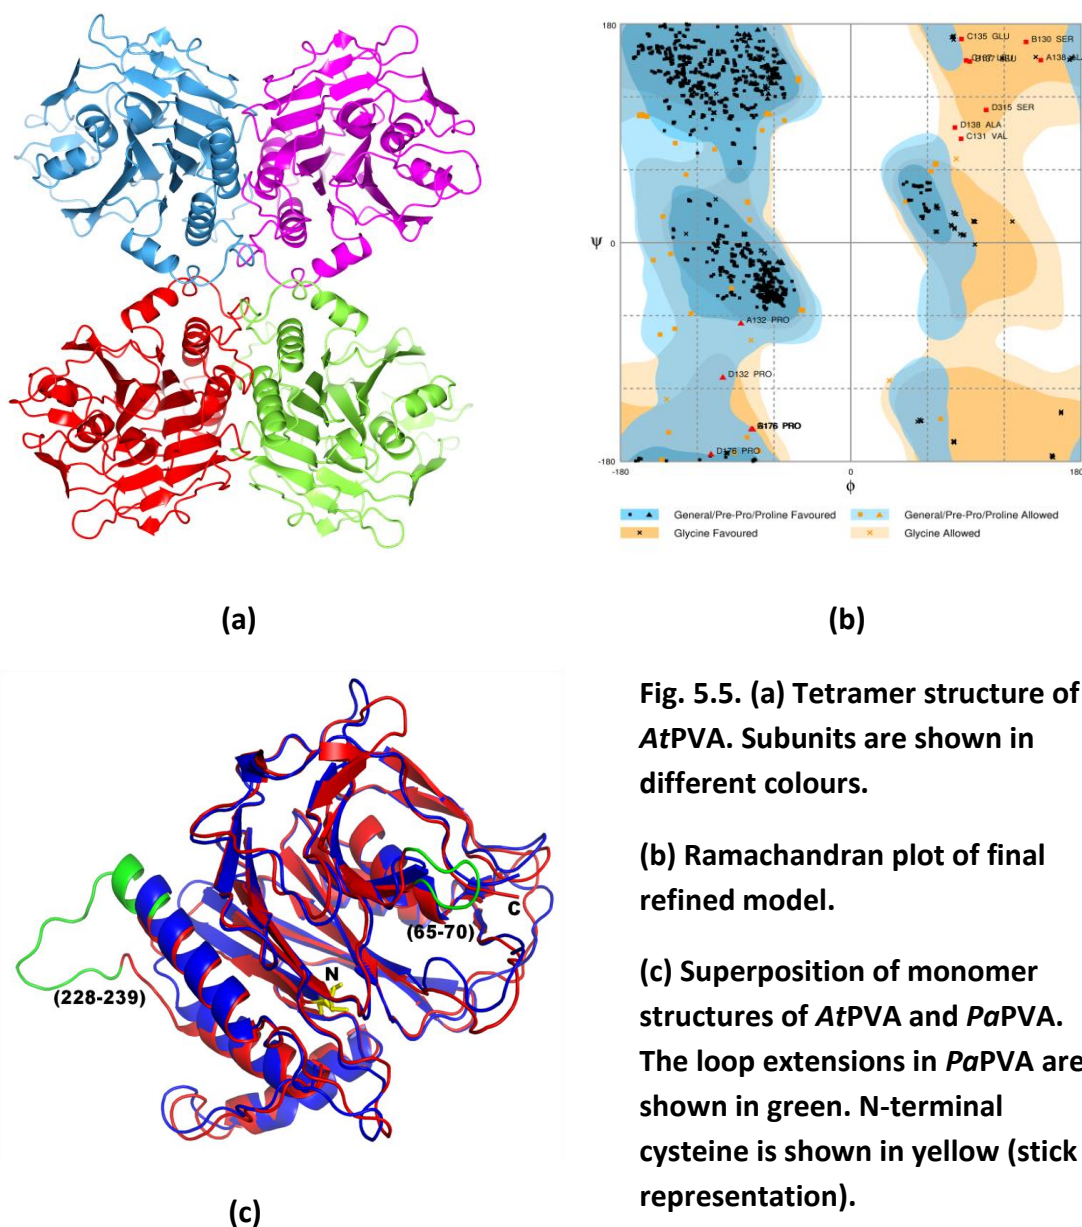 180
C135 GLU
B130 SER
A138 ALA
D315 SER
D138 ALA
C131 VAL
Ψ
0
A132 PRO
D132 PRO
176 PRO
D176 PRO
-180
-180
0
180
ϕ
General/Pre-Pro/Proline Favoured
General/Pre-Pro/Proline Allowed
Glycine Favoured
Glycine Allowed
(a)
(b)
(228-239)
(65-70)
N
C
(c)
Fig. 5.5. (a) Tetramer structure of
AtPVA. Subunits are shown in
different colours.
(b) Ramachandran plot of final
refined model.
(c) Superposition of monomer
structures of AtPVA and PaPVA.
The loop extensions in PaPVA are
shown in green. N-terminal
cysteine is shown in yellow (stick
representation).